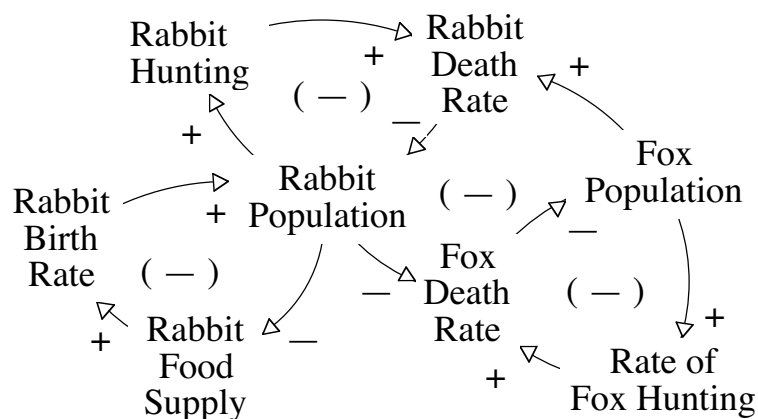 Rabbit
Hunting
+
Rabbit
Death
Rate
+
( — )
—
+
Rabbit
Population
Fox
Population
Rabbit
Birth
Rate
+
( — )
—
( — )
Fox
Death
Rate
—
( — )
+
Rabbit
Food
Supply
—
+
Rate of
Fox Hunting
+